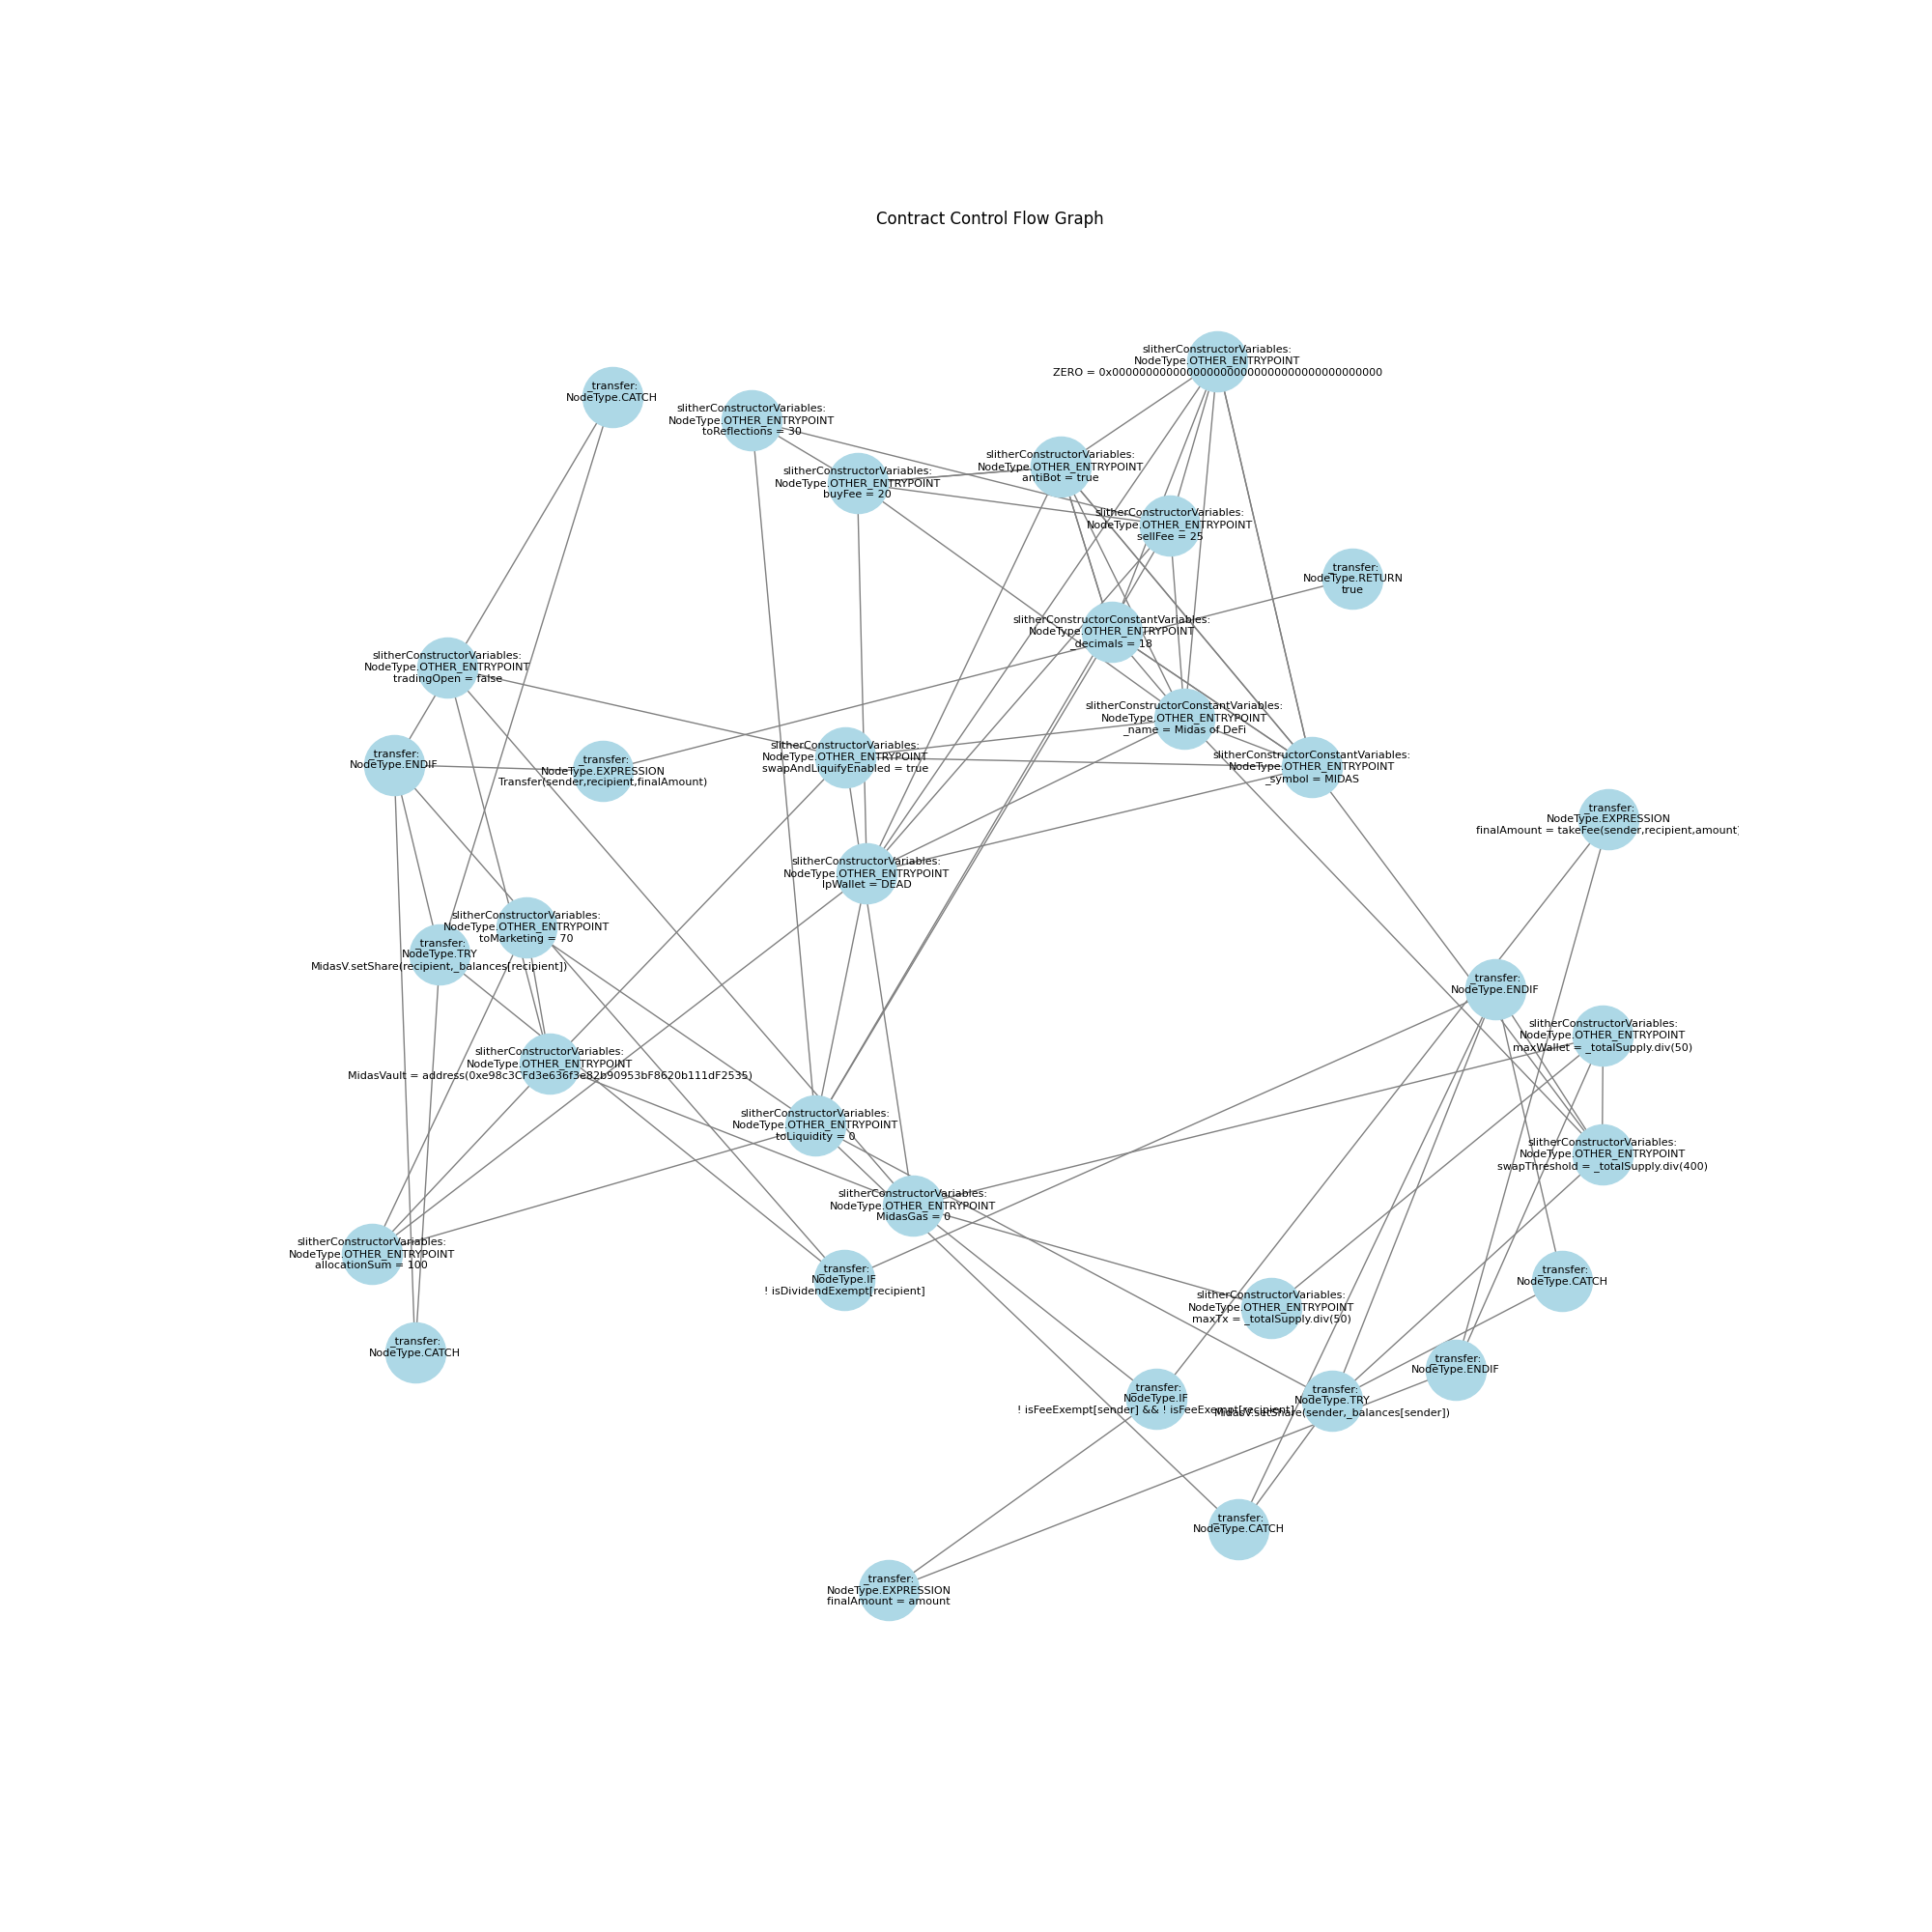 Contract Control Flow Graph
slitherConstructorVariables:
NodeType.OTHER_ENTRYPOINT
ZERO = 0x0000000000000000000000000000000000000000
_transfer:
NodeType.CATCH
slitherConstructorVariables:
NodeType.OTHER_ENTRYPOINT
toReflections = 30
slitherConstructorVariables:
NodeType.OTHER_ENTRYPOINT
antiBot = true
slitherConstructorVariables:
NodeType.OTHER_ENTRYPOINT
buyFee = 20
slitherConstructorVariables:
NodeType.OTHER_ENTRYPOINT
sellFee = 25
_transfer:
NodeType.RETURN
true
slitherConstructorConstantVariables:
NodeType.OTHER_ENTRYPOINT
_decimals = 18
slitherConstructorVariables:
NodeType.OTHER_ENTRYPOINT
tradingOpen = false
slitherConstructorConstantVariables:
NodeType.OTHER_ENTRYPOINT
_name = Midas of DeFi
_transfer:
NodeType.ENDIF
_transfer:
NodeType.EXPRESSION
Transfer(sender,recipient,finalAmount)
slitherConstructorVariables:
NodeType.OTHER_ENTRYPOINT
swapAndLiquifyEnabled = true
slitherConstructorConstantVariables:
NodeType.OTHER_ENTRYPOINT
_symbol = MIDAS
_transfer:
NodeType.EXPRESSION
finalAmount = takeFee(sender,recipient,amount)
slitherConstructorVariables:
NodeType.OTHER_ENTRYPOINT
lpWallet = DEAD
slitherConstructorVariables:
NodeType.OTHER_ENTRYPOINT
toMarketing = 70
_transfer:
NodeType.TRY
MidasV.setShare(recipient,_balances[recipient])
_transfer:
NodeType.ENDIF
slitherConstructorVariables:
NodeType.OTHER_ENTRYPOINT
maxWallet = _totalSupply.div(50)
slitherConstructorVariables:
NodeType.OTHER_ENTRYPOINT
MidasVault = address(0xe98c3CFd3e636f3e82b90953bF8620b111dF2535)
slitherConstructorVariables:
NodeType.OTHER_ENTRYPOINT
toLiquidity = 0
slitherConstructorVariables:
NodeType.OTHER_ENTRYPOINT
swapThreshold = _totalSupply.div(400)
slitherConstructorVariables:
NodeType.OTHER_ENTRYPOINT
MidasGas = 0
slitherConstructorVariables:
NodeType.OTHER_ENTRYPOINT
allocationSum = 100
_transfer:
NodeType.IF
! isDividendExempt[recipient]
_transfer:
NodeType.CATCH
slitherConstructorVariables:
NodeType.OTHER_ENTRYPOINT
maxTx = _totalSupply.div(50)
_transfer:
NodeType.CATCH
_transfer:
NodeType.ENDIF
_transfer:
NodeType.IF
! isFeeExempt[sender] && ! isFeeExempt[recipient]
_transfer:
NodeType.TRY
MidasV.setShare(sender,_balances[sender])
_transfer:
NodeType.CATCH
_transfer:
NodeType.EXPRESSION
finalAmount = amount